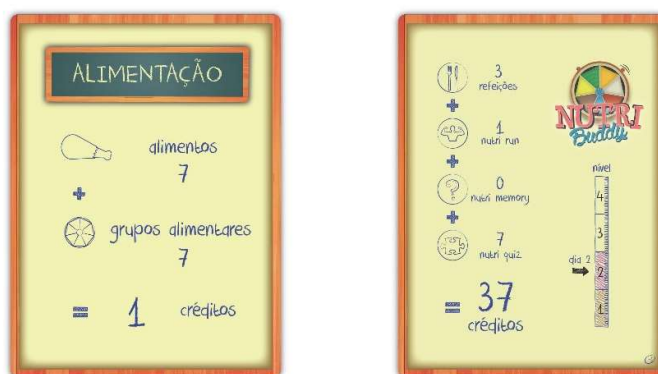 ALIMENTAÇÃO
alimentos
7
+
grupos alimentares
7
= 1 créditos
3
refeições
+
1
nutri run
+
0
nutri memory
+
7
nutri quiz
= 37
créditos
NUTRI
Buddy
nível
4
3
dia 2
2
1